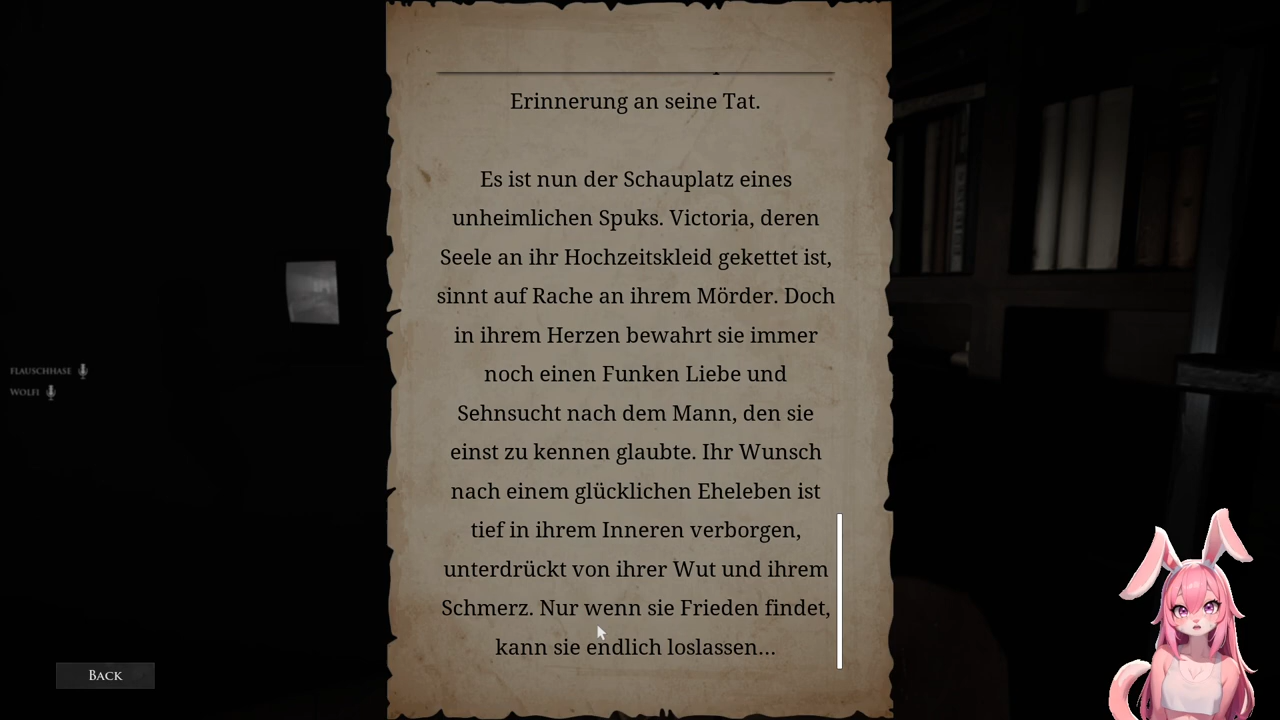 Erinnerung an seine Tat.
Es ist nun der Schauplatz eines
unheimlichen Spuks. Victoria, deren
Seele an ihr Hochzeitskleid gekettet ist,
sinnt auf Rache an ihrem Mörder. Doch
in ihrem Herzen bewahrt sie immer
noch einen Funken Liebe und
Sehnsucht nach dem Mann, den sie
einst zu kennen glaubte. Ihr Wunsch
nach einem glücklichen Eheleben ist
tief in ihrem Inneren verborgen,
unterdrückt von ihrer Wut und ihrem
Schmerz. Nur wenn sie Frieden findet,
kann sie endlich loslassen...
FLAUSCHHASE
WOLFI
BACK